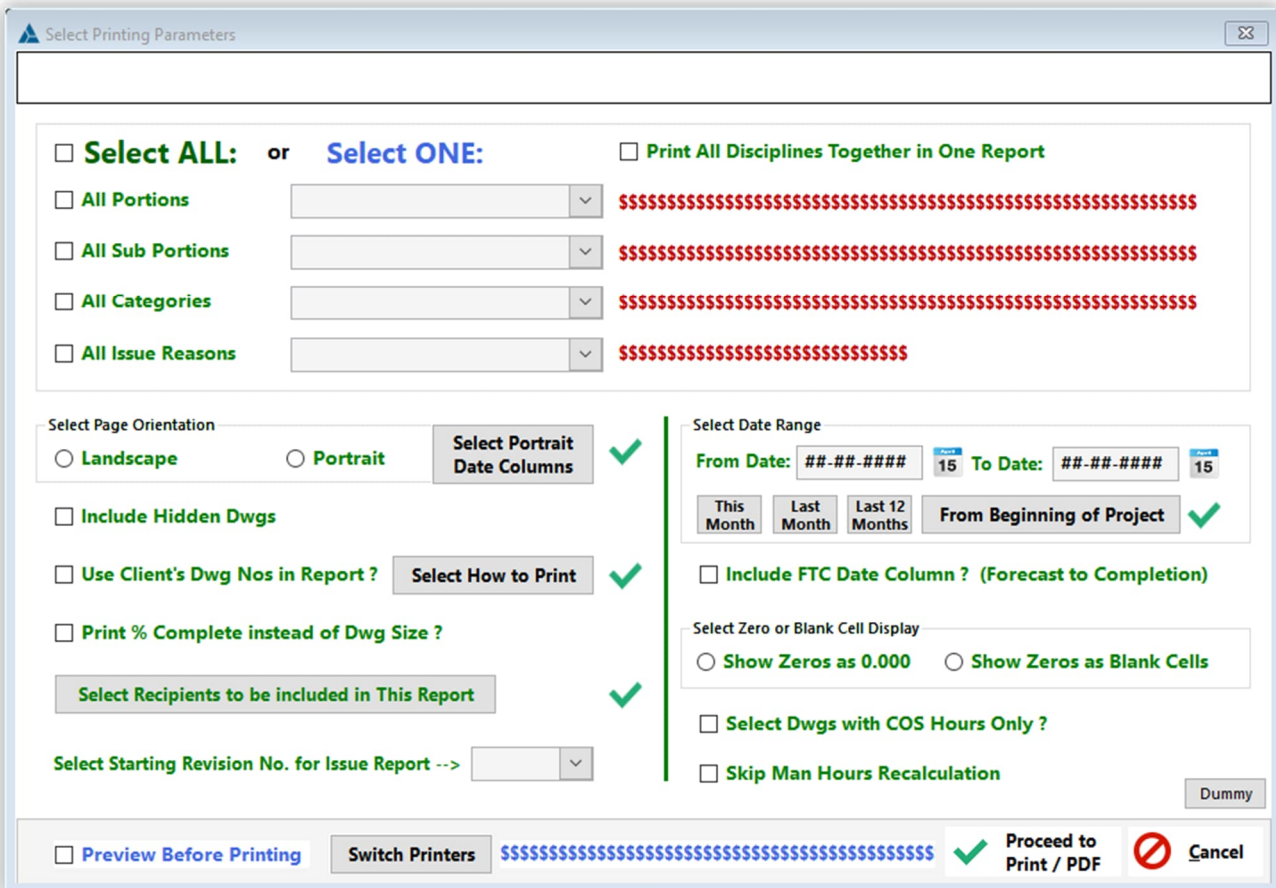 Select Printing Parameters
Select ALL: or Select ONE:
Print All Disciplines Together in One Report
All Portions
$$$$$$$$$$$$$$$$$$$$$$$$$$$$$$$$$$$$$$$$$$$$$$$$$$$$$$$$$$$$
All Sub Portions
$$$$$$$$$$$$$$$$$$$$$$$$$$$$$$$$$$$$$$$$$$$$$$$$$$$$$$$$$$$$
All Categories
$$$$$$$$$$$$$$$$$$$$$$$$$$$$$$$$$$$$$$$$$$$$$$$$$$$$$$$$$$$$
All Issue Reasons
$$$$$$$$$$$$$$$$$$$$$$$$$$$$$$
Select Page Orientation
Landscape
Portrait
Select Portrait
Date Columns
Include Hidden Dwgs
Use Client's Dwg Nos in Report ?
Select How to Print
Print % Complete instead of Dwg Size ?
Select Recipients to be included in This Report
Select Starting Revision No. for Issue Report -->
Select Date Range
From Date: ##-##-####
15
To Date: ##-##-####
15
This
Month
Last
Month
Last 12
Months
From Beginning of Project
Include FTC Date Column ? (Forecast to Completion)
Select Zero or Blank Cell Display
Show Zeros as 0.000
Show Zeros as Blank Cells
Select Dwgs with COS Hours Only ?
Skip Man Hours Recalculation
Dummy
Preview Before Printing
Switch Printers
$$$$$$$$$$$$$$$$$$$$$$$$$$$$$$$$$$$$$$$$$$$$$
Proceed to
Print / PDF
Cancel